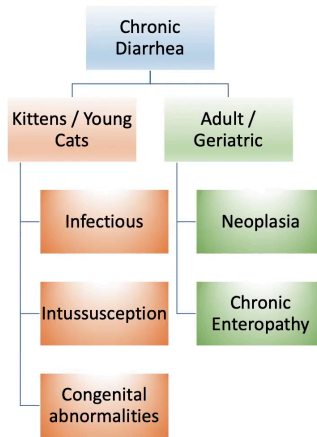 Chronic
Diarrhea
Kittens / Young
Cats
Adult /
Geriatric
Infectious
Neoplasia
Intussusception
Chronic
Enteropathy
Congenital
abnormalities